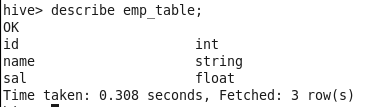 hive> describe emp_table;
OK
id                      int
name                    string
sal                     float
Time taken: 0.308 seconds, Fetched: 3 row(s)